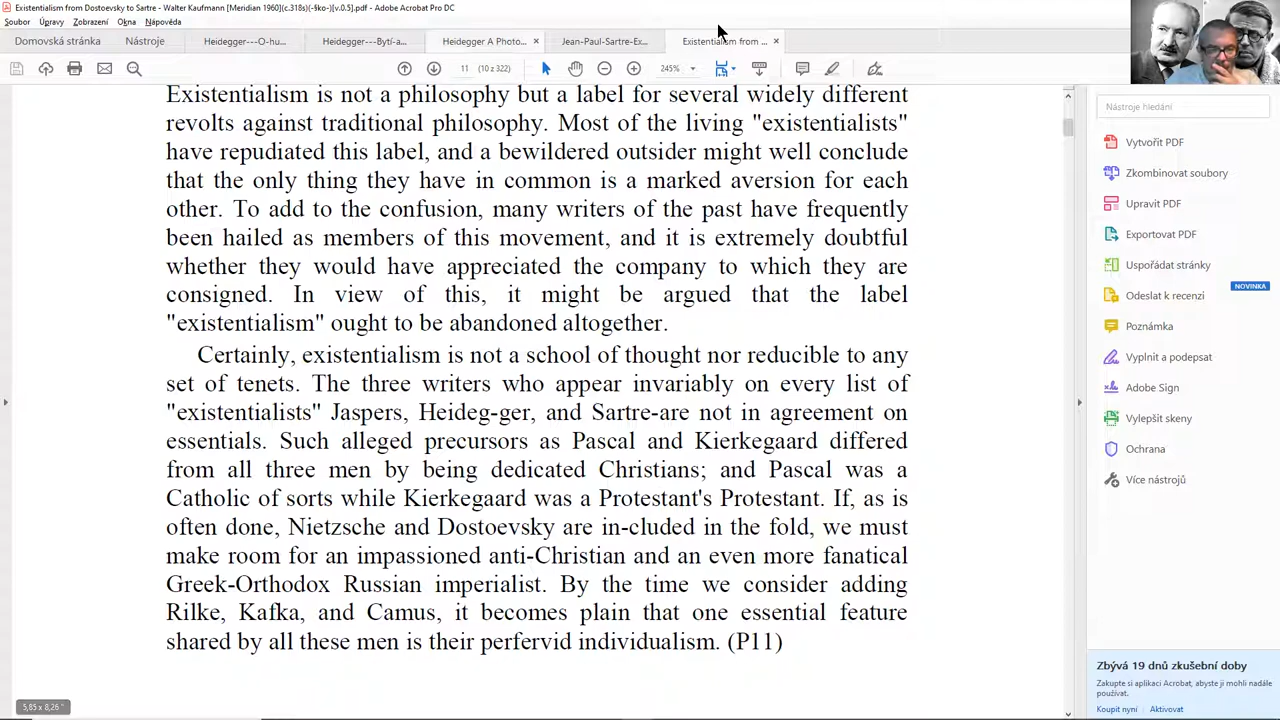 Existentialism from Dostoevsky to Sartre - Walter Kaufmann [Meridian 1960](c.318s)(-ško-)[v.0.5].pdf - Adobe Acrobat Pro DC
Soubor Úpravy Zobrazení Okna Nápověda
omovská stránka Nástroje Heidegger---O-hu... Heidegger---Bytí-a... Heidegger A Photo... × Jean-Paul-Sartre-Ex... Existentialism from ... ×
11 (10 z 322) 245%
Existentialism is not a philosophy but a label for several widely different
revolts against traditional philosophy. Most of the living "existentialists"
have repudiated this label, and a bewildered outsider might well conclude
that the only thing they have in common is a marked aversion for each
other. To add to the confusion, many writers of the past have frequently
been hailed as members of this movement, and it is extremely doubtful
whether they would have appreciated the company to which they are
consigned. In view of this, it might be argued that the label
"existentialism" ought to be abandoned altogether.
Certainly, existentialism is not a school of thought nor reducible to any
set of tenets. The three writers who appear invariably on every list of
"existentialists" Jaspers, Heideg-ger, and Sartre-are not in agreement on
essentials. Such alleged precursors as Pascal and Kierkegaard differed
from all three men by being dedicated Christians; and Pascal was a
Catholic of sorts while Kierkegaard was a Protestant's Protestant. If, as is
often done, Nietzsche and Dostoevsky are in-cluded in the fold, we must
make room for an impassioned anti-Christian and an even more fanatical
Greek-Orthodox Russian imperialist. By the time we consider adding
Rilke, Kafka, and Camus, it becomes plain that one essential feature
shared by all these men is their perfervid individualism. (P11)
5,85 x 8,26"
Nástroje hledání
Vytvořit PDF
Zkombinovat soubory
Upravit PDF
Exportovat PDF
Uspořádat stránky
NOVINKA
Odeslat k recenzi
Poznámka
Vyplnit a podepsat
Adobe Sign
Vylepšit skeny
Ochrana
Více nástrojů
Zbývá 19 dnů zkušební doby
Zakupte si aplikaci Acrobat, abyste ji mohli nadále
používat.
Koupit nyní Aktivovat